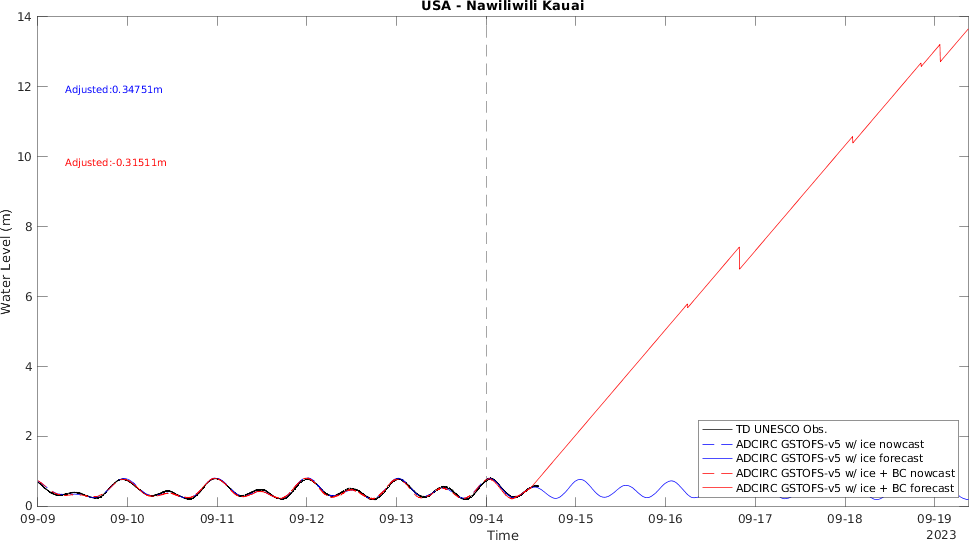 USA - Nawiliwili Kauai
14
12
10
8
6
4
2
0
Water Level (m)
Adjusted:0.34751m
Adjusted:-0.31511m
TD UNESCO Obs.
ADCIRC GSTOFS-v5 w/ ice nowcast
ADCIRC GSTOFS-v5 w/ ice forecast
ADCIRC GSTOFS-v5 w/ ice + BC nowcast
ADCIRC GSTOFS-v5 w/ ice + BC forecast
09-09 09-10 09-11 09-12 09-13 09-14 09-15 09-16 09-17 09-18 09-19
Time
2023